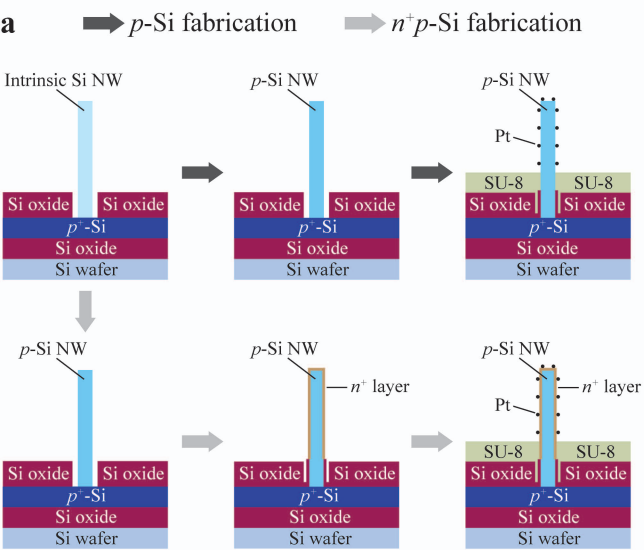 a
p-Si fabrication
n⁺p-Si fabrication
Intrinsic Si NW
Si oxide
Si oxide
p⁺-Si
Si oxide
Si wafer
p-Si NW
Si oxide
Si oxide
p⁺-Si
Si oxide
Si wafer
p-Si NW
Pt
SU-8
SU-8
Si oxide
Si oxide
p⁺-Si
Si oxide
Si wafer
p-Si NW
Si oxide
Si oxide
p⁺-Si
Si oxide
Si wafer
p-Si NW
n⁺ layer
Si oxide
Si oxide
p⁺-Si
Si oxide
Si wafer
p-Si NW
n⁺ layer
Pt
SU-8
SU-8
Si oxide
Si oxide
p⁺-Si
Si oxide
Si wafer